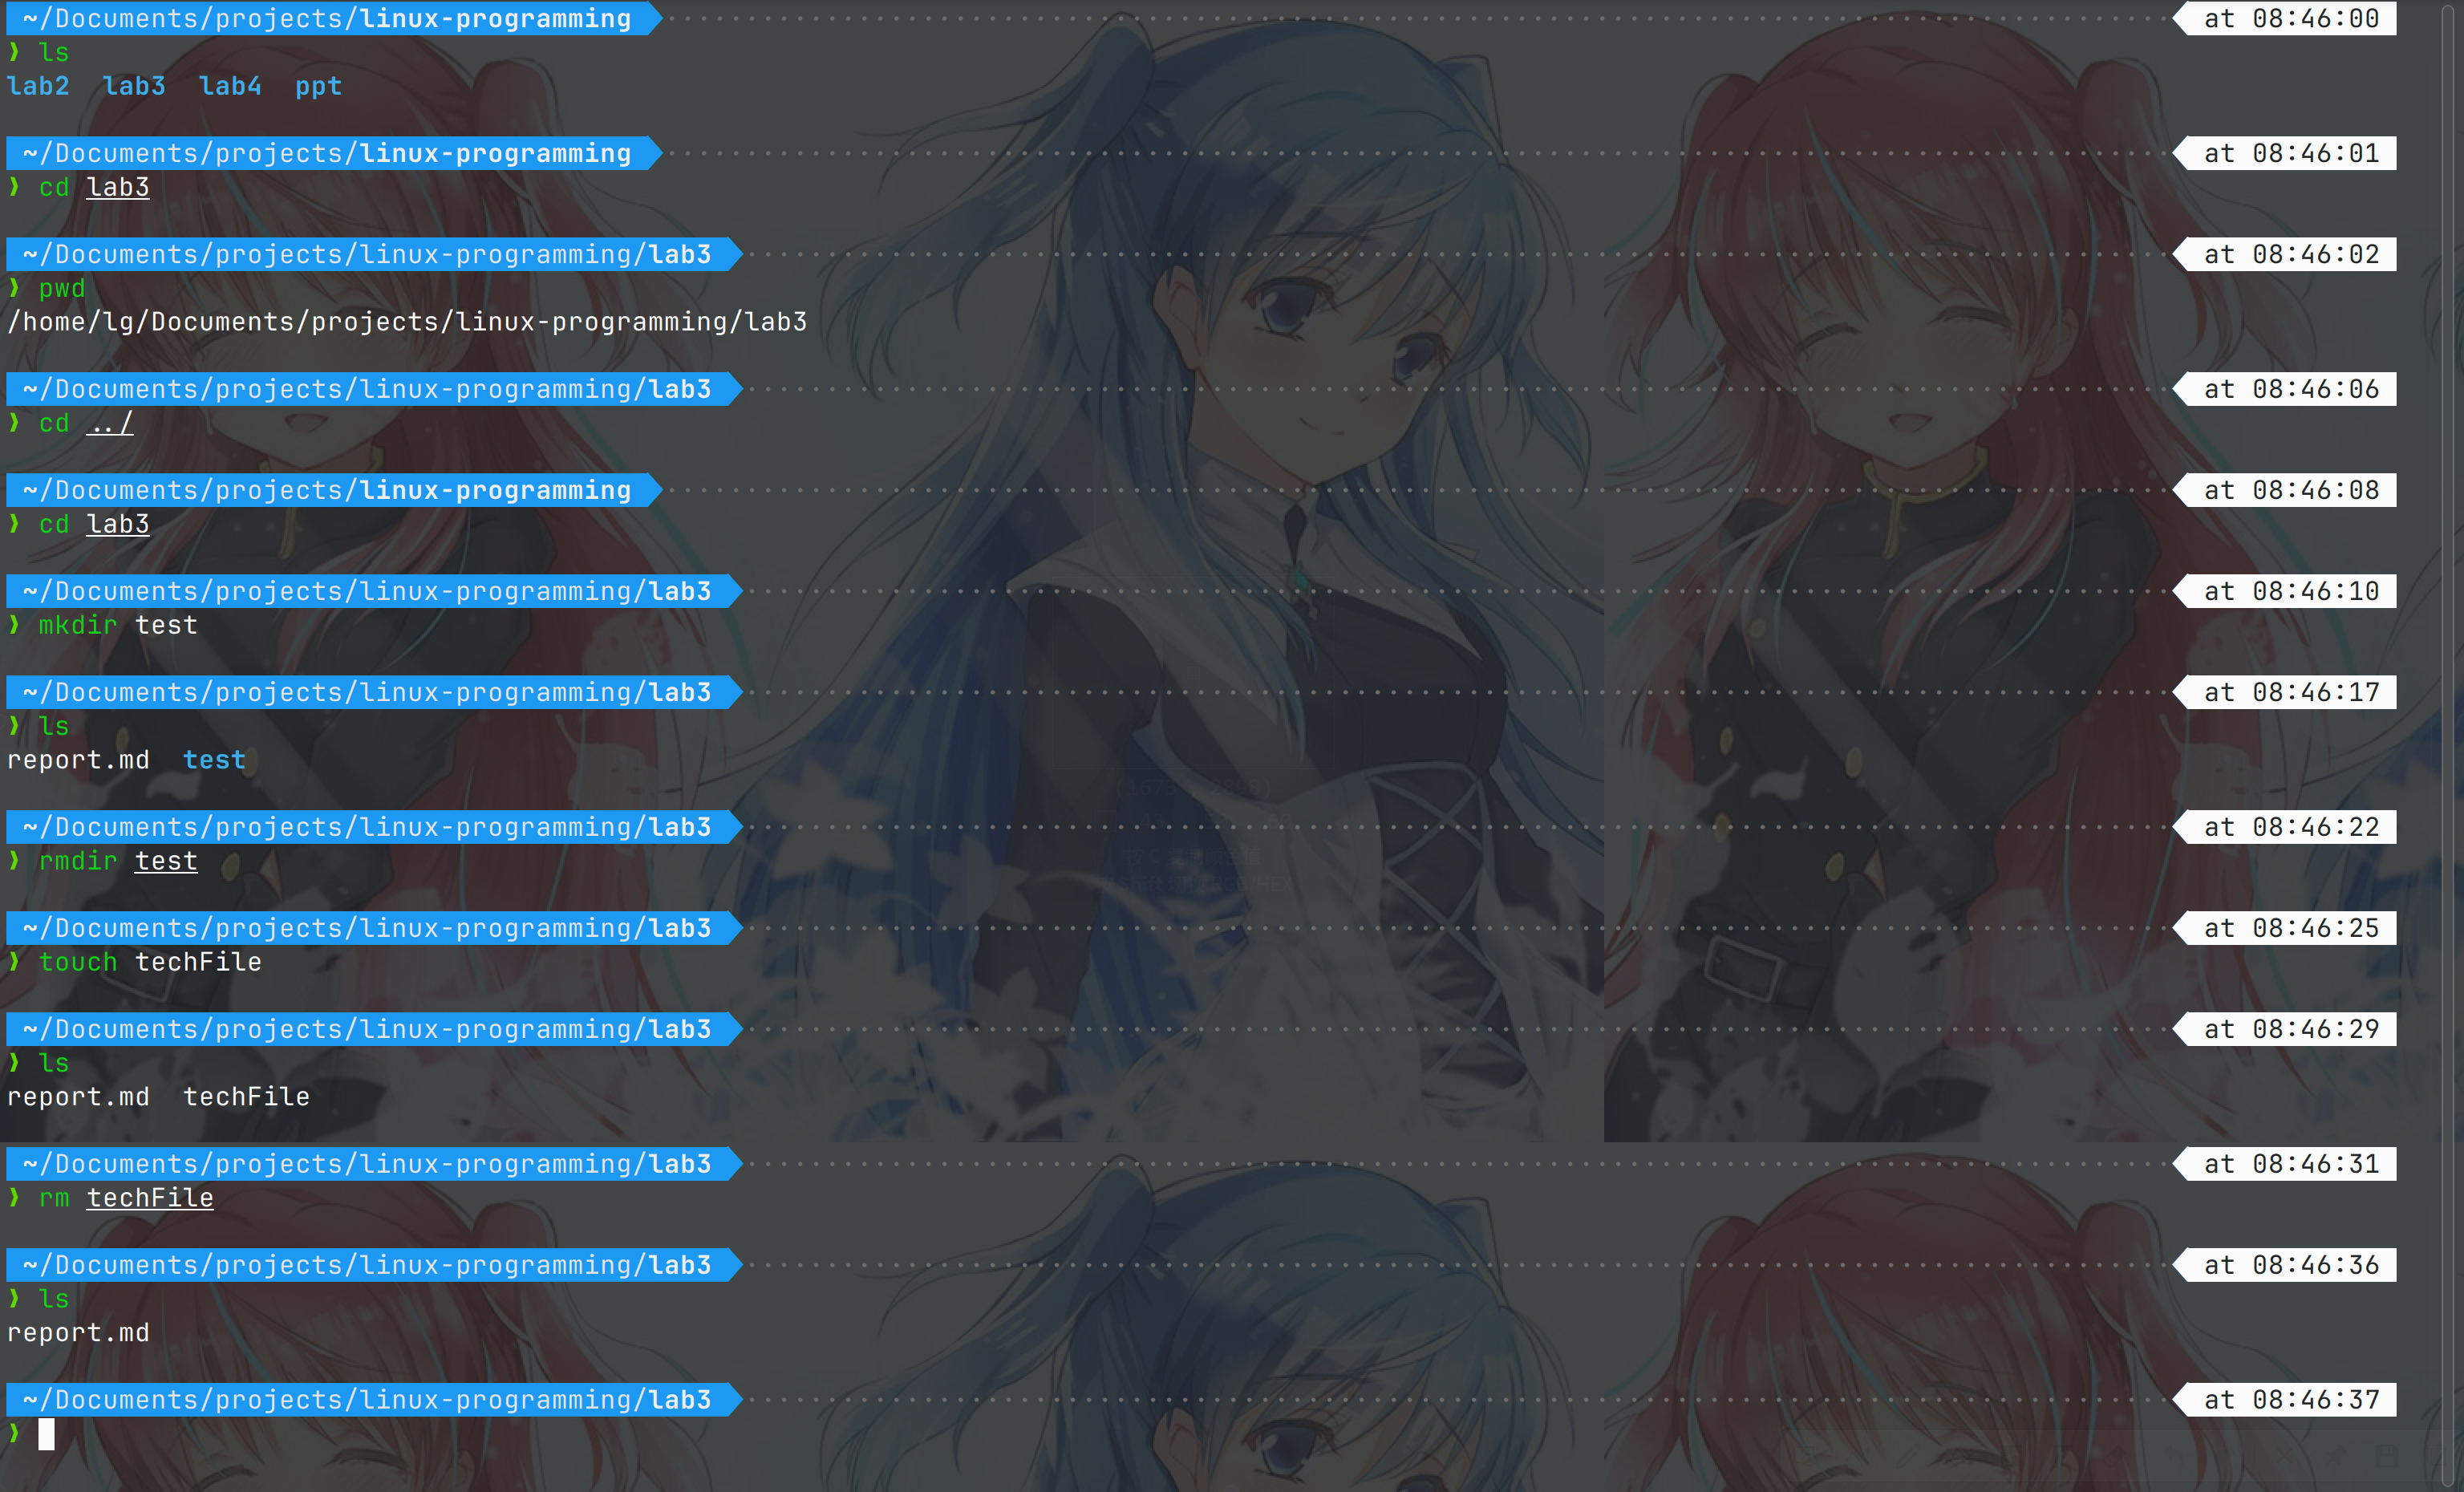 ~/Documents/projects/linux-programming at 08:46:00
❯ ls
lab2 lab3 lab4 ppt
~/Documents/projects/linux-programming at 08:46:01
❯ cd lab3
~/Documents/projects/linux-programming/lab3 at 08:46:02
❯ pwd
/home/lg/Documents/projects/linux-programming/lab3
~/Documents/projects/linux-programming/lab3 at 08:46:06
❯ cd ../
~/Documents/projects/linux-programming at 08:46:08
❯ cd lab3
~/Documents/projects/linux-programming/lab3 at 08:46:10
❯ mkdir test
~/Documents/projects/linux-programming/lab3 at 08:46:17
❯ ls
report.md test
~/Documents/projects/linux-programming/lab3 at 08:46:22
❯ rmdir test
~/Documents/projects/linux-programming/lab3 at 08:46:25
❯ touch techFile
~/Documents/projects/linux-programming/lab3 at 08:46:29
❯ ls
report.md techFile
~/Documents/projects/linux-programming/lab3 at 08:46:31
❯ rm techFile
~/Documents/projects/linux-programming/lab3 at 08:46:36
❯ ls
report.md
~/Documents/projects/linux-programming/lab3 at 08:46:37
❯